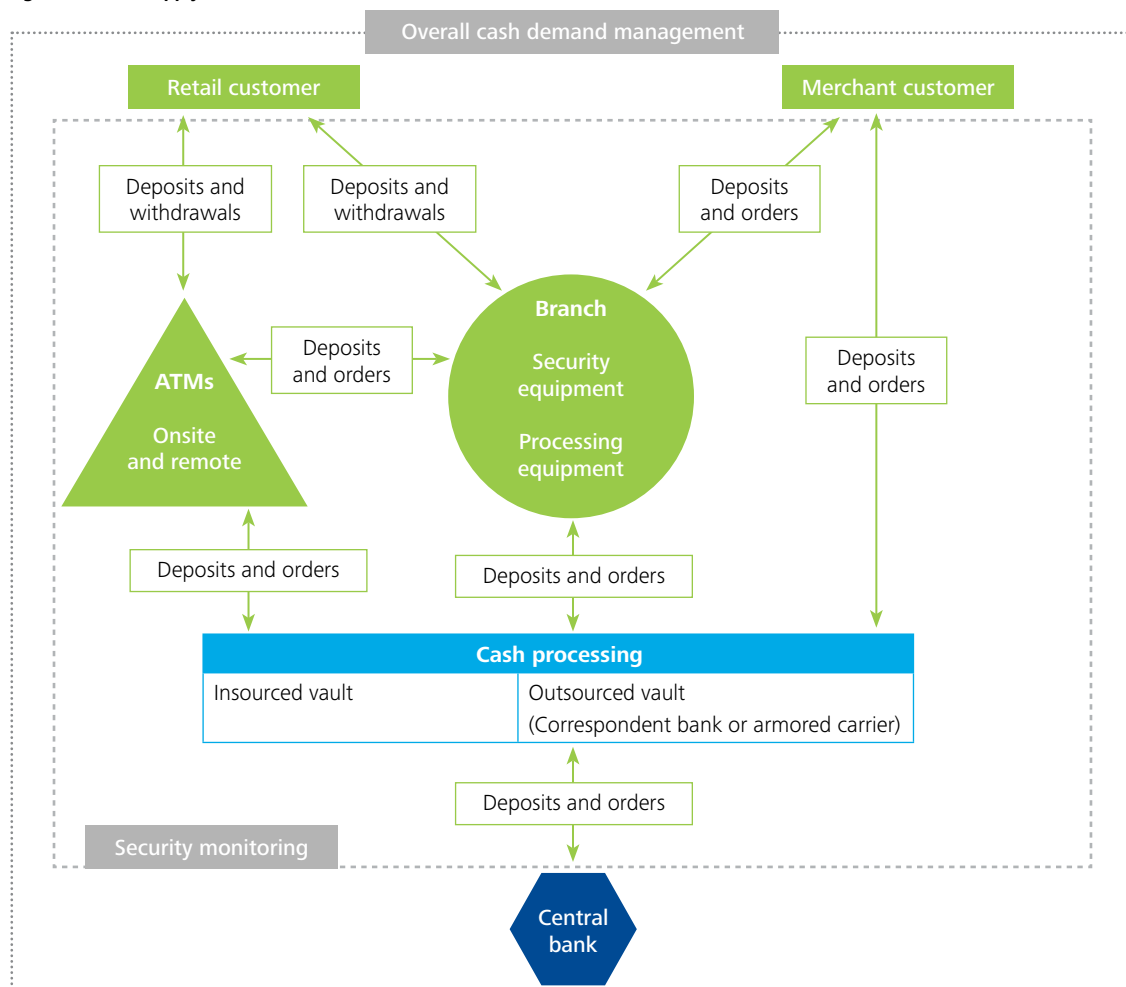 Overall cash demand management
Retail customer
Merchant customer
Deposits and
withdrawals
Deposits and
withdrawals
Deposits
and orders
Branch
Security
equipment
Processing
equipment
Deposits
and orders
Deposits
and orders
ATMs
Onsite
and remote
Deposits and orders
Deposits and orders
Cash processing
Insourced vault
Outsourced vault
(Correspondent bank or armored carrier)
Deposits and orders
Security monitoring
Central
bank